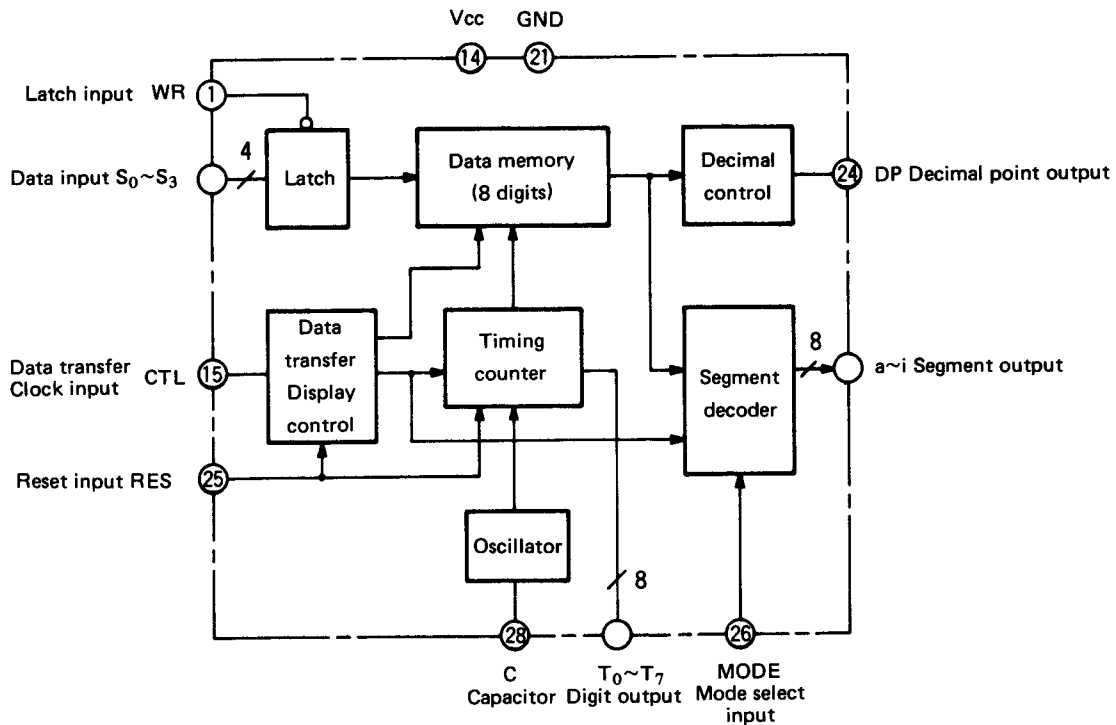 Vcc GND
14 21
Latch input WR 1
4
Data input S₀~S₃
Latch
Data memory
(8 digits)
Decimal
control
24 DP Decimal point output
Data transfer
Clock input
CTL 15
Data
transfer
Display
control
Timing
counter
Segment
decoder
8
a~i Segment output
Reset input RES 25
Oscillator
8
28 26
C
Capacitor
T₀~T₇
Digit output
MODE
Mode select
input